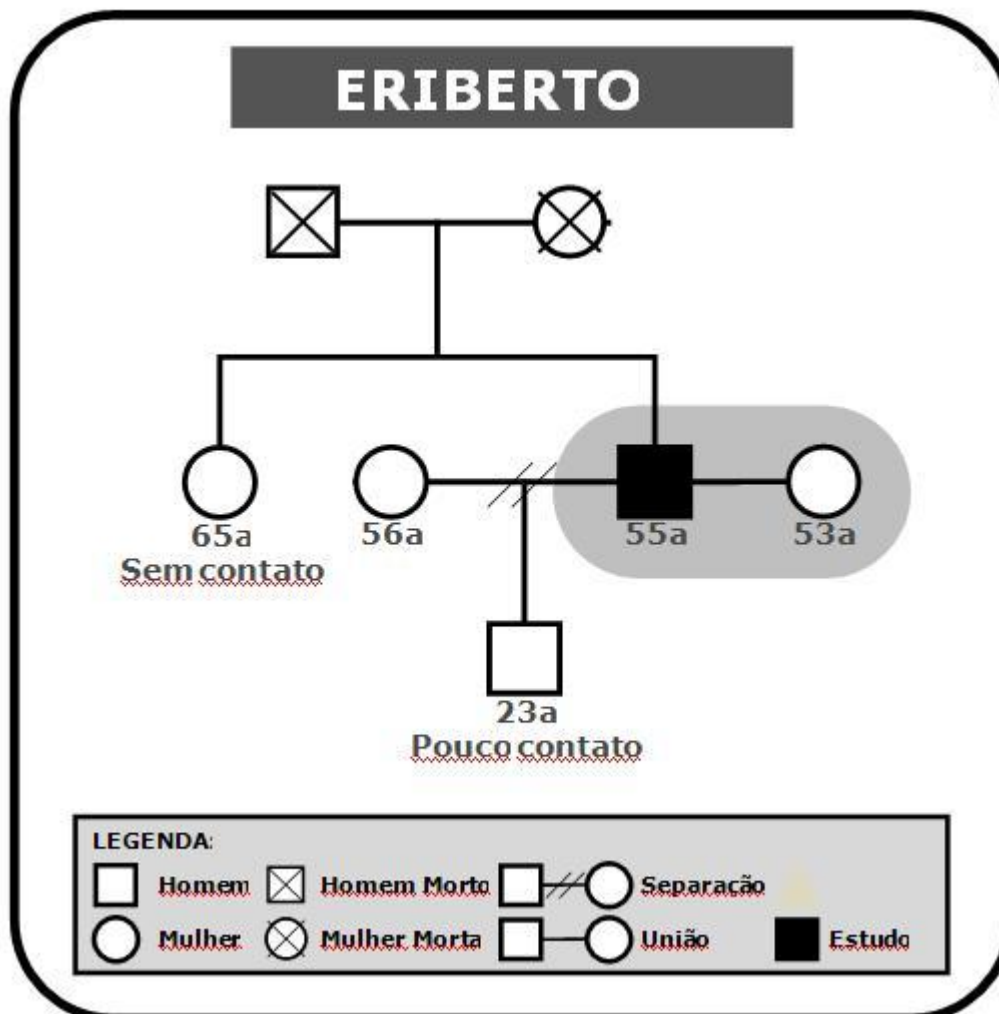 ERIBERTO
65a
Sem contato
56a
55a
53a
23a
Pouco contato
LEGENDA:
Homem
Homem Morto
Separação
Mulher
Mulher Morta
União
Estudo